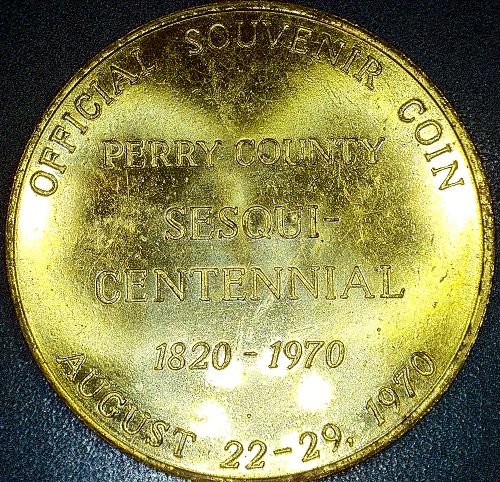 OFFICIAL SOUVENIR COIN
PERRY COUNTY
SESQUI-
CENTENNIAL
1820-1970
AUGUST 22-29, 1970